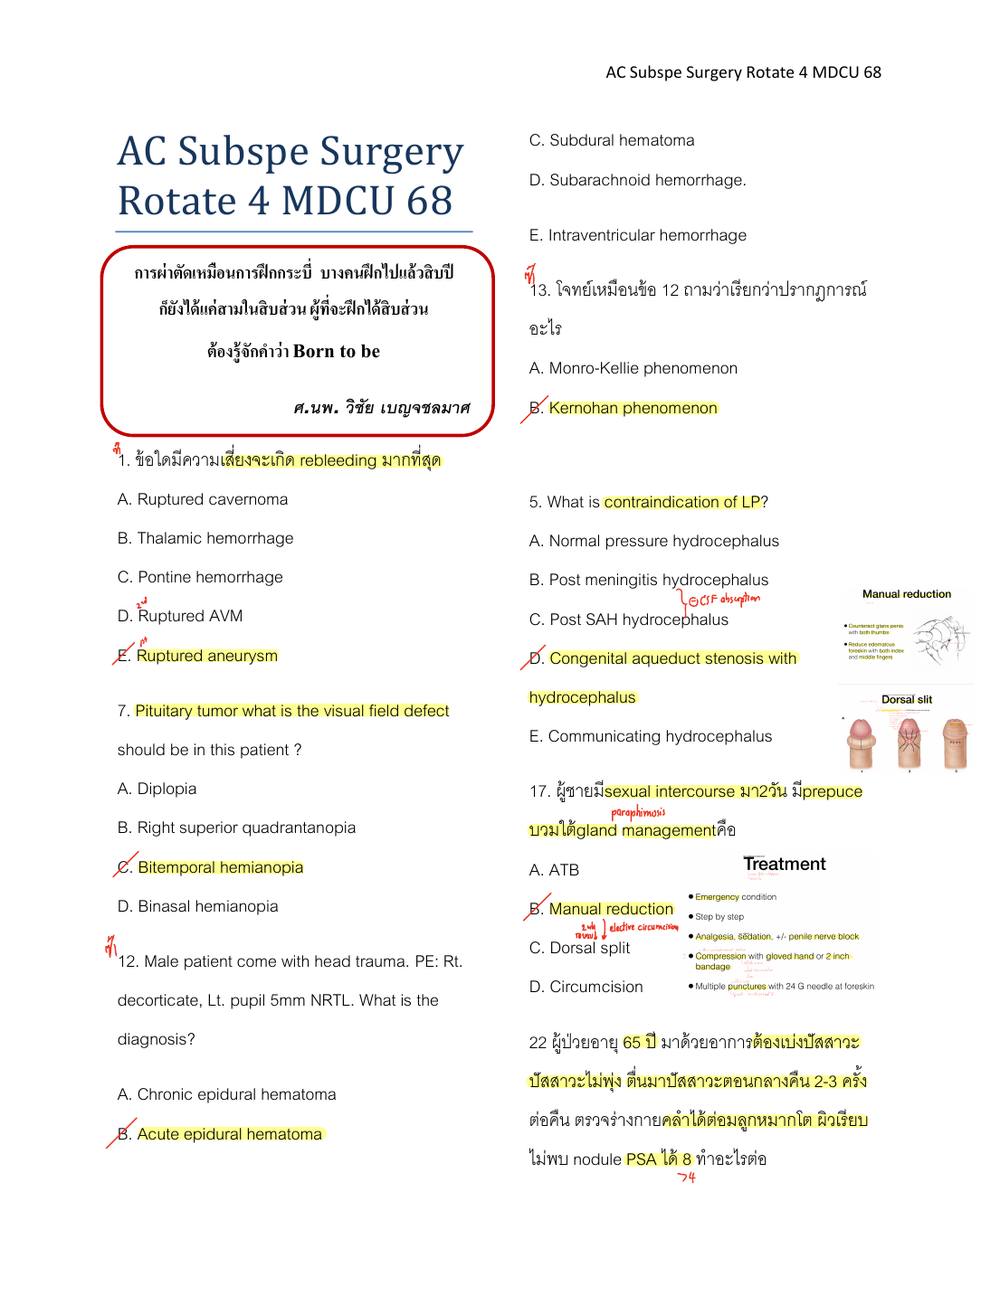 AC Subspe Surgery Rotate 4 MDCU 68
AC Subspe Surgery
Rotate 4 MDCU 68
การผ่าตัดเหมือนการฝึกกระบี่ บางคนฝึกไปแล้วสิบปี
ก็ยังได้แค่สามในสิบส่วน ผู้ที่จะฝึกได้สิบส่วน
ต้องรู้จักคำว่า Born to be
ศ.นพ. วิชัย เบญจชลมาศ
1. ข้อใดมีความเสี่ยงจะเกิด rebleeding มากที่สุด
A. Ruptured cavernoma
B. Thalamic hemorrhage
C. Pontine hemorrhage
2nd
D. Ruptured AVM
E. Ruptured aneurysm
7. Pituitary tumor what is the visual field defect
should be in this patient ?
A. Diplopia
B. Right superior quadrantanopia
C. Bitemporal hemianopia
D. Binasal hemianopia
12. Male patient come with head trauma. PE: Rt.
decorticate, Lt. pupil 5mm NRTL. What is the
diagnosis?
A. Chronic epidural hematoma
B. Acute epidural hematoma
C. Subdural hematoma
D. Subarachnoid hemorrhage.
E. Intraventricular hemorrhage
13. โจทย์เหมือนข้อ 12 ถามว่าเรียกว่าปรากฏการณ์
อะไร
A. Monro-Kellie phenomenon
B. Kernohan phenomenon
5. What is contraindication of LP?
A. Normal pressure hydrocephalus
B. Post meningitis hydrocephalus
⊖ CSF absorption
C. Post SAH hydrocephalus
D. Congenital aqueduct stenosis with
hydrocephalus
E. Communicating hydrocephalus
Manual reduction
Counteract glans penis
with both thumbs
Reduce edematous
foreskin with both index
and middle fingers
Dorsal slit
17. ผู้ชายมีsexual intercourse มา2วัน มีprepuce
paraphimosis
บวมใต้gland managementคือ
A. ATB
B. Manual reduction
elective circumcision
C. Dorsal split
D. Circumcision
Treatment
● Emergency condition
● Step by step
● Analgesia, sedation, +/- penile nerve block
● Compression with gloved hand or 2 inch
bandage
● Multiple punctures with 24 G needle at foreskin
22 ผู้ป่วยอายุ 65 ปี มาด้วยอาการต้องเบ่งปัสสาวะ
ปัสสาวะไม่พุ่ง ตื่นมาปัสสาวะตอนกลางคืน 2-3 ครั้ง
ต่อคืน ตรวจร่างกายคลำได้ต่อมลูกหมากโต ผิวเรียบ
ไม่พบ nodule PSA ได้ 8 ทำอะไรต่อ
>4